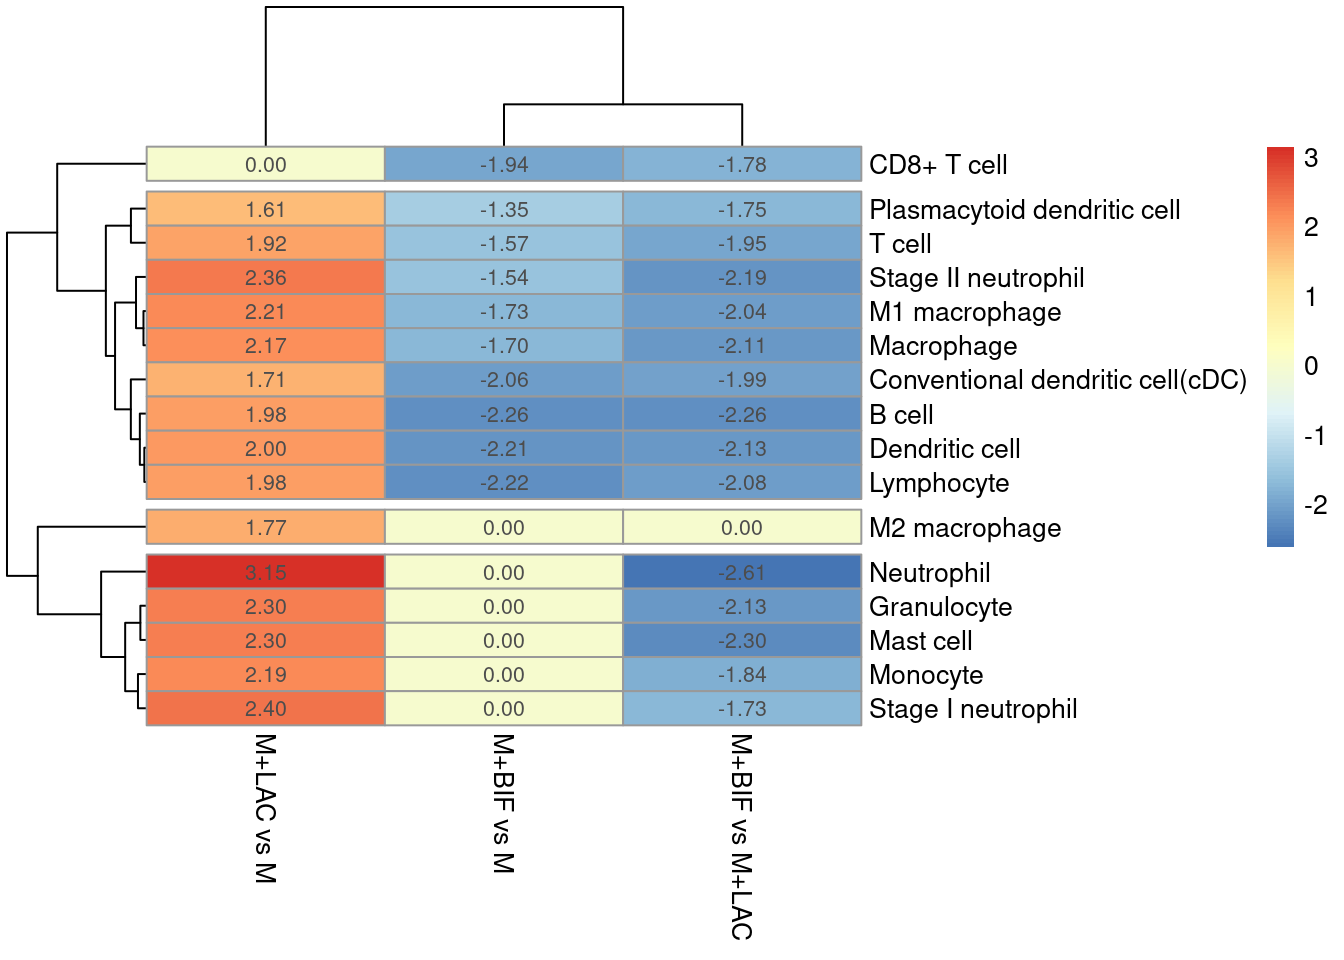 0.00 -1.94 -1.78 CD8+ T cell
1.61 -1.35 -1.75 Plasmacytoid dendritic cell
1.92 -1.57 -1.95 T cell
2.36 -1.54 -2.19 Stage II neutrophil
2.21 -1.73 -2.04 M1 macrophage
2.17 -1.70 -2.11 Macrophage
1.71 -2.06 -1.99 Conventional dendritic cell(cDC)
1.98 -2.26 -2.26 B cell
2.00 -2.21 -2.13 Dendritic cell
1.98 -2.22 -2.08 Lymphocyte
1.77 0.00 0.00 M2 macrophage
3.15 0.00 -2.61 Neutrophil
2.30 0.00 -2.13 Granulocyte
2.30 0.00 -2.30 Mast cell
2.19 0.00 -1.84 Monocyte
2.40 0.00 -1.73 Stage I neutrophil
M+LAC vs M
M+BIF vs M
M+BIF vs M+LAC
3
2
1
0
-1
-2